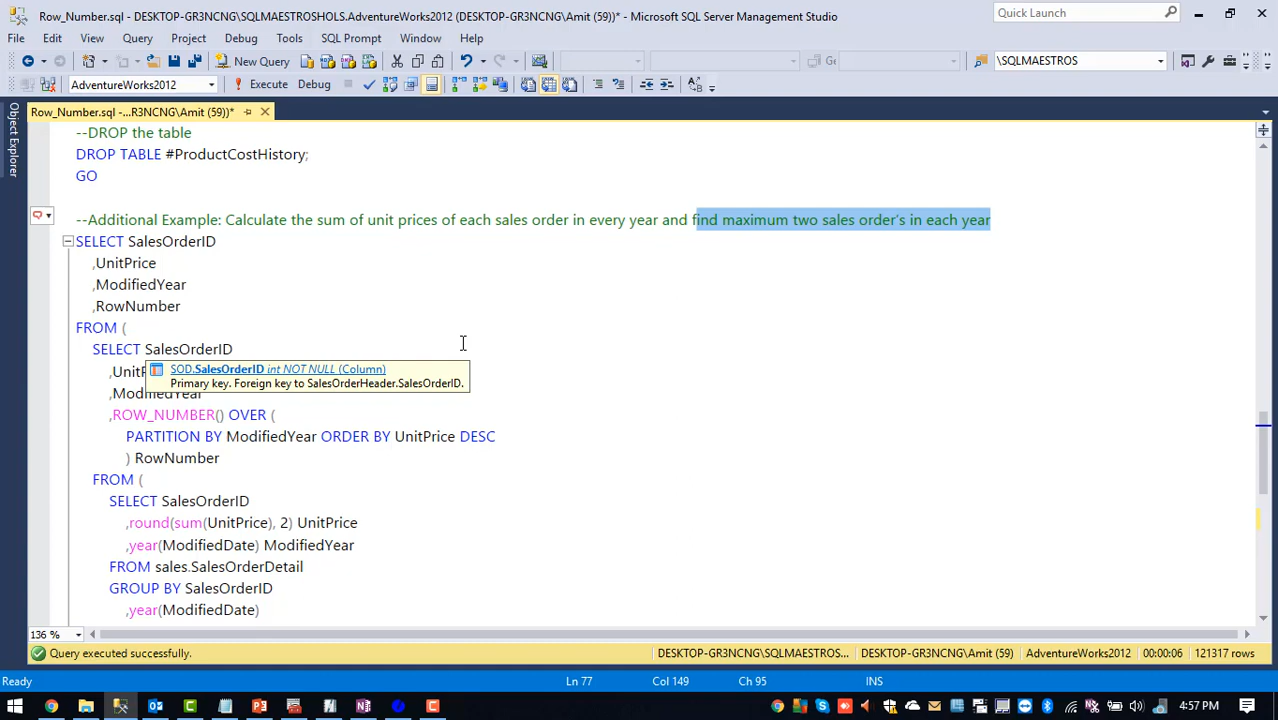 Row_Number.sql - DESKTOP-GR3NCNG\SQLMAESTROSHOLS.AdventureWorks2012 (DESKTOP-GR3NCNG\Amit (59))* - Microsoft SQL Server Management Studio
Quick Launch
File Edit View Query Project Debug Tools SQL Prompt Window Help
New Query
\SQLMAESTROS
AdventureWorks2012
Execute Debug
Row_Number.sql -...R3NCNG\Amit (59))*
Object Explorer
--DROP the table
DROP TABLE #ProductCostHistory;
GO
--Additional Example: Calculate the sum of unit prices of each sales order in every year and find maximum two sales order's in each year
SELECT SalesOrderID
,UnitPrice
,ModifiedYear
,RowNumber
FROM (
SELECT SalesOrderID
SOD.SalesOrderID int NOT NULL (Column)
Primary key. Foreign key to SalesOrderHeader.SalesOrderID.
,ROW_NUMBER() OVER (
PARTITION BY ModifiedYear ORDER BY UnitPrice DESC
) RowNumber
FROM (
SELECT SalesOrderID
,round(sum(UnitPrice), 2) UnitPrice
,year(ModifiedDate) ModifiedYear
FROM sales.SalesOrderDetail
GROUP BY SalesOrderID
,year(ModifiedDate)
136 %
Query executed successfully.
DESKTOP-GR3NCNG\SQLMAESTROS... DESKTOP-GR3NCNG\Amit (59) AdventureWorks2012 00:00:06 121317 rows
Ready Ln 77 Col 149 Ch 95 INS
4:57 PM